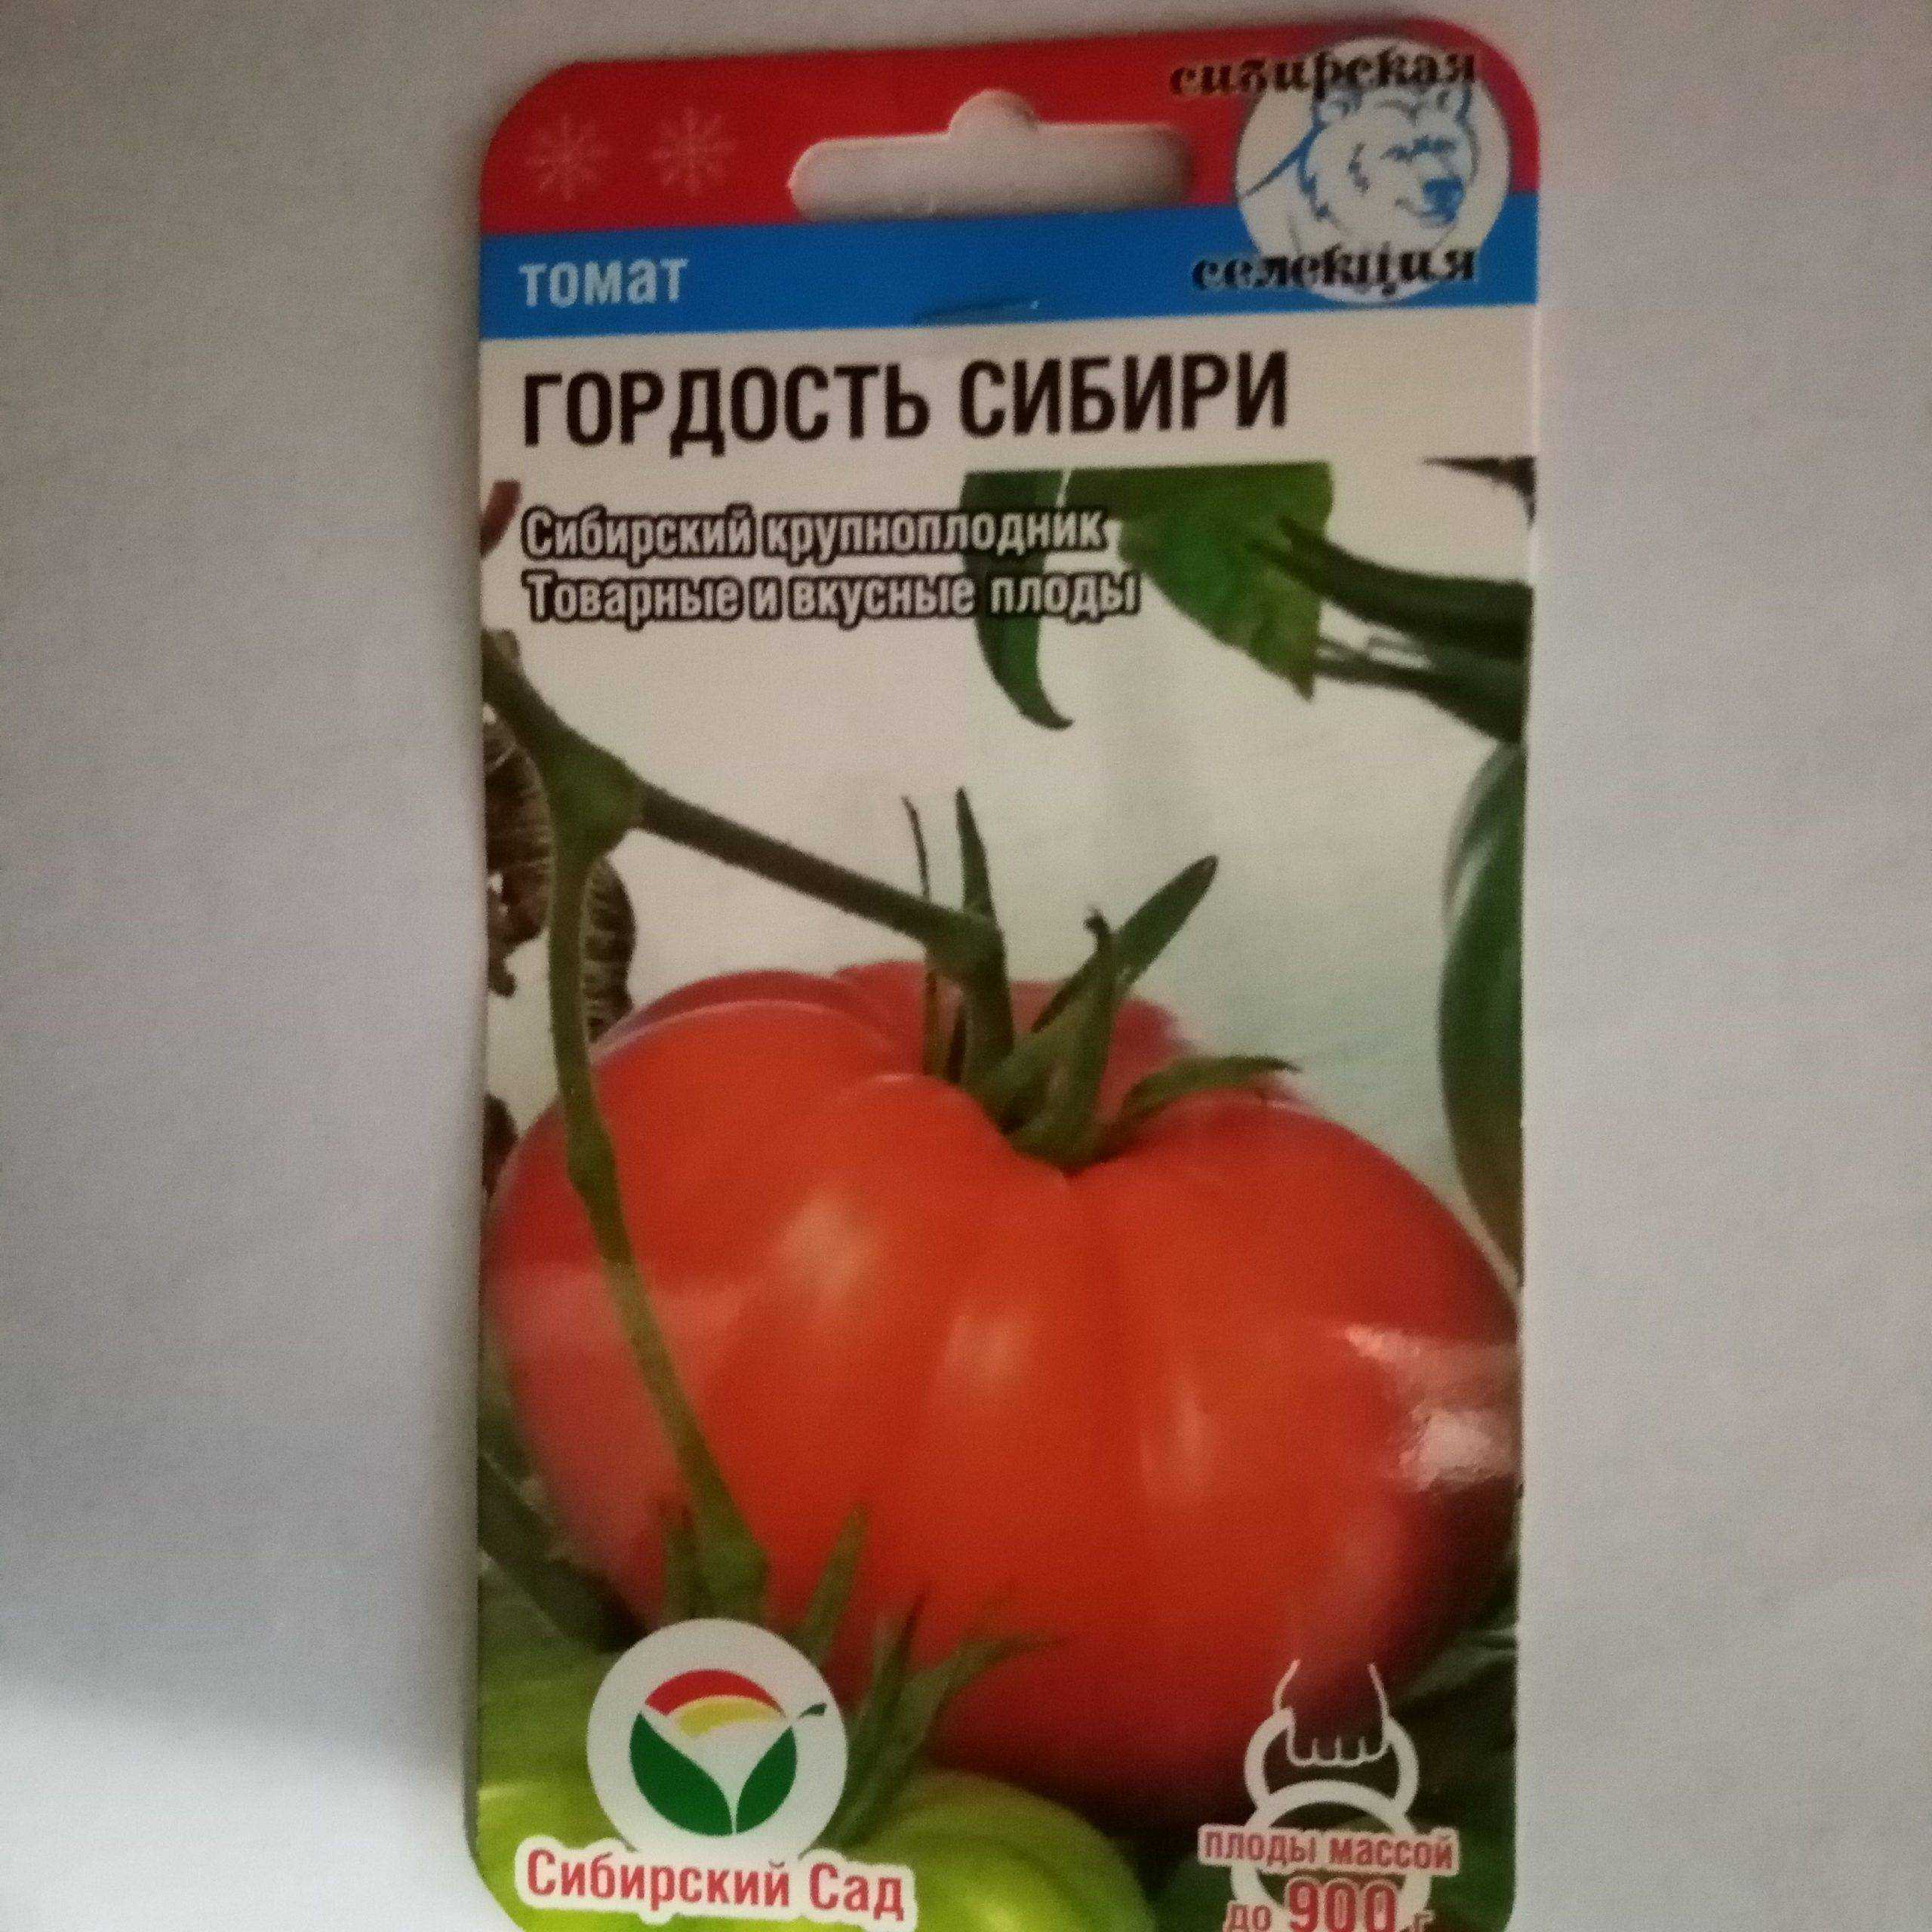 сибирская
селекция
томат
ГОРДОСТЬ СИБИРИ
Сибирский крупноплодник
Товарные и вкусные плоды
Сибирский Сад
плоды массой
до 900 г